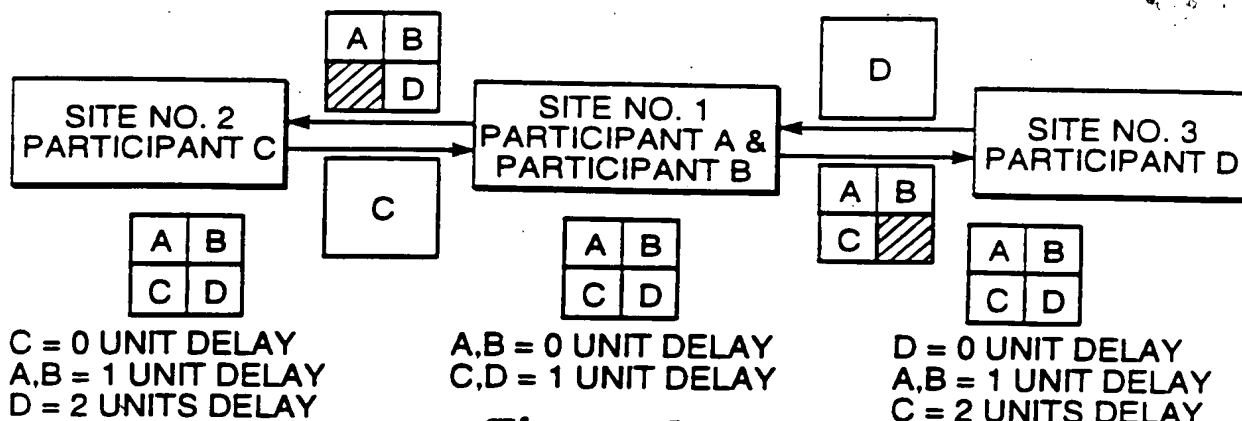 A B
D
D
SITE NO. 2
PARTICIPANT C
SITE NO. 1
PARTICIPANT A &
PARTICIPANT B
SITE NO. 3
PARTICIPANT D
C
A B
C
A B
C D
A B
C D
A B
C D
C = 0 UNIT DELAY
A,B = 1 UNIT DELAY
D = 2 UNITS DELAY
A,B = 0 UNIT DELAY
C,D = 1 UNIT DELAY
D = 0 UNIT DELAY
A,B = 1 UNIT DELAY
C = 2 UNITS DELAY